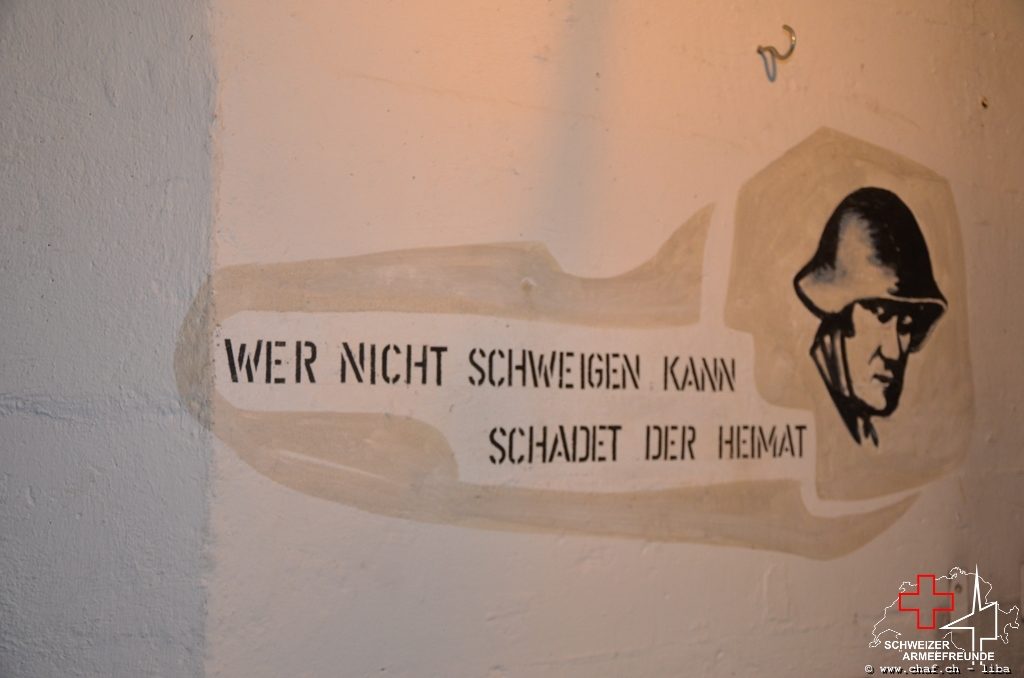 WER NICHT SCHWEIGEN KANN
SCHADET DER HEIMAT
SCHWEIZER
ARMEEFREUNDE
© www.chaf.ch - liba